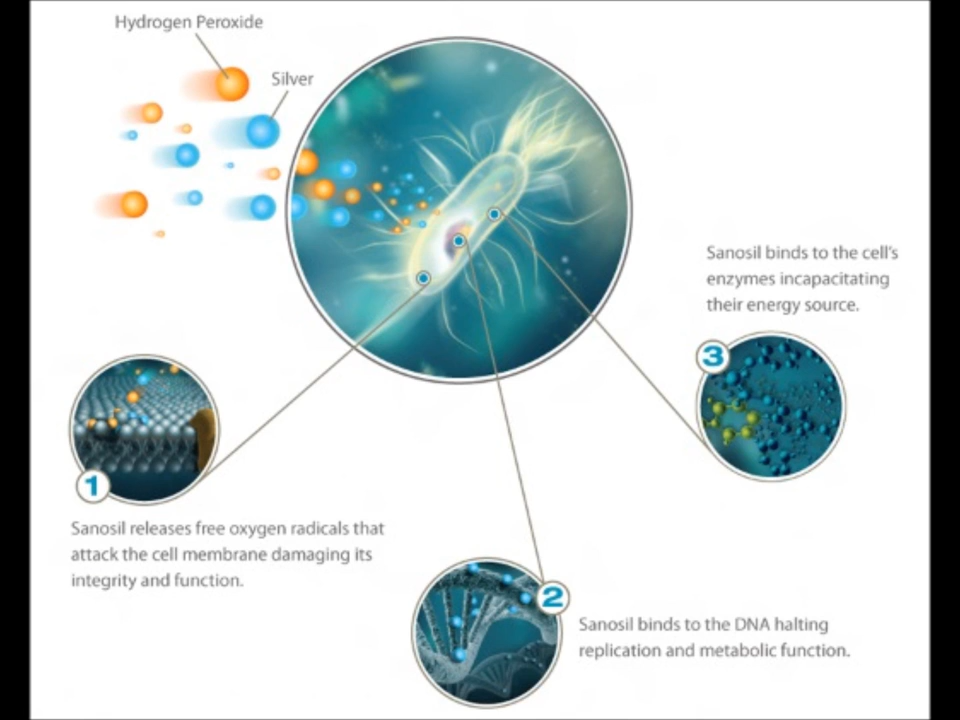 Hydrogen Peroxide
Silver
Sanosil binds to the cell's
enzymes incapacitating
their energy source.
3
1
Sanosil releases free oxygen radicals that
attack the cell membrane damaging its
integrity and function.
2
Sanosil binds to the DNA halting
replication and metabolic function.